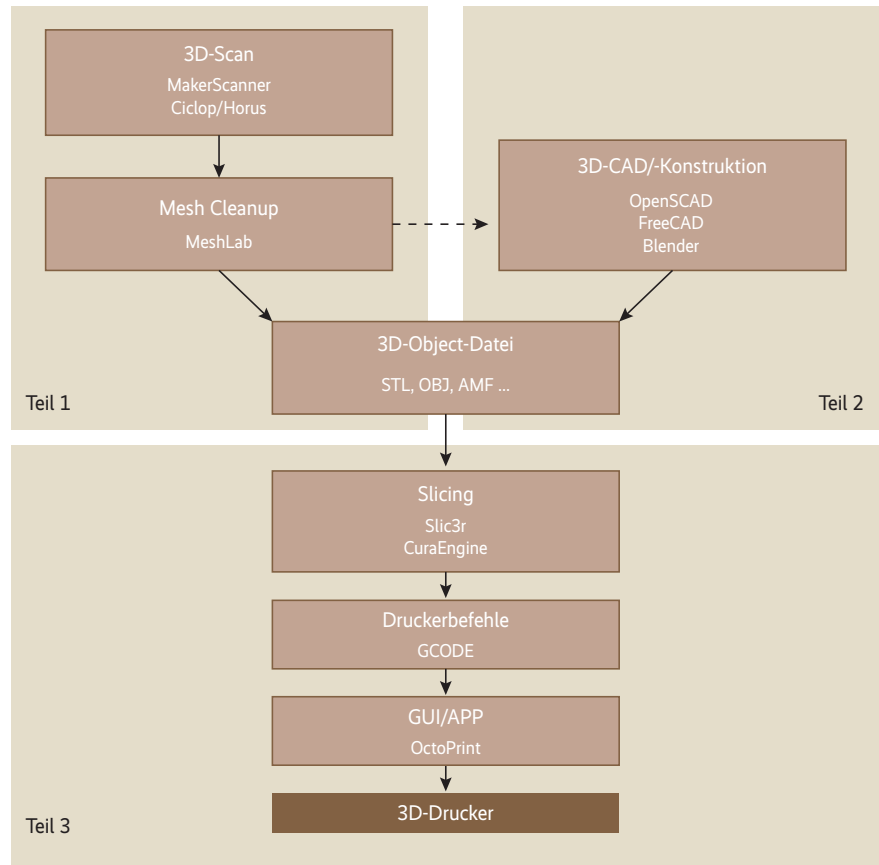 3D-Scan
MakerScanner
Ciclop/Horus
Mesh Cleanup
MeshLab
3D-CAD/-Konstruktion
OpenSCAD
FreeCAD
Blender
3D-Object-Datei
STL, OBJ, AMF ...
Teil 1
Teil 2
Slicing
Slic3r
CuraEngine
Druckerbefehle
GCODE
GUI/APP
OctoPrint
3D-Drucker
Teil 3